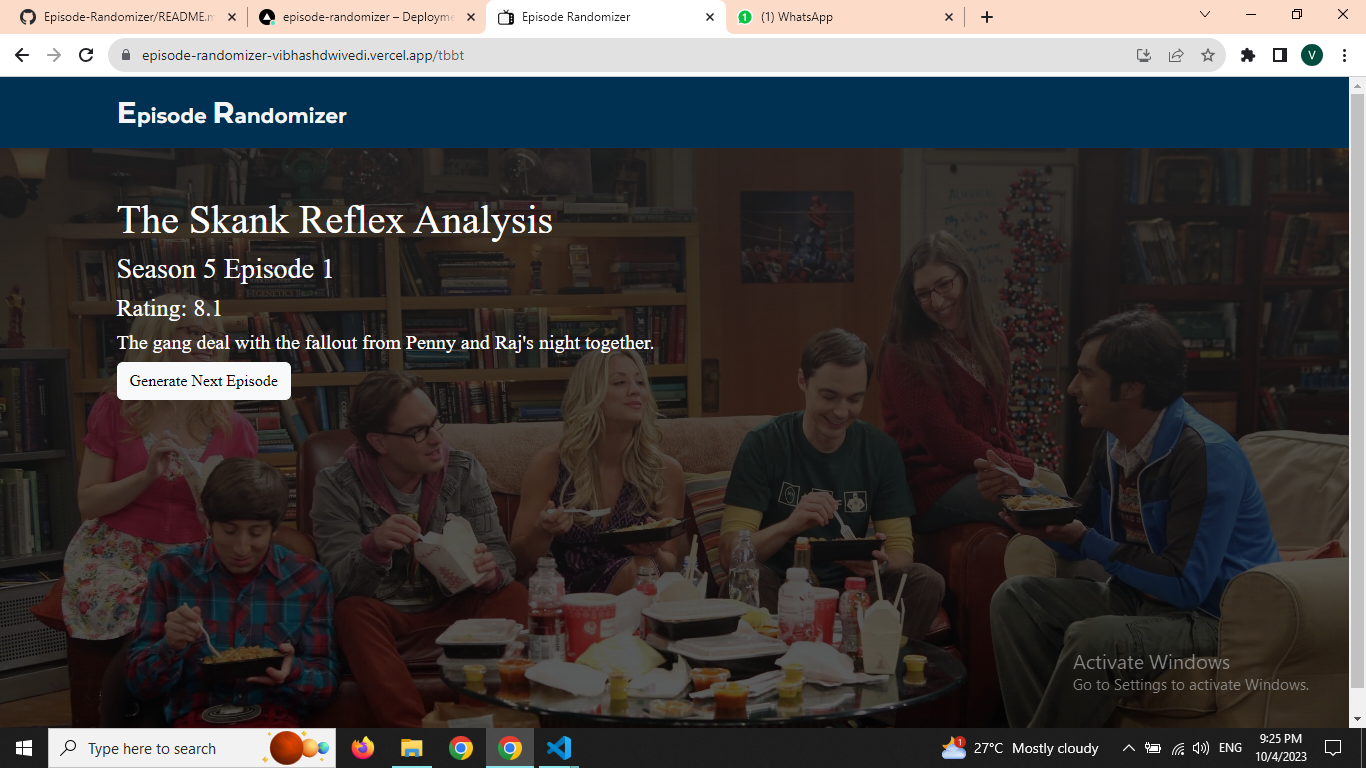 Episode-Randomizer/README.m
episode-randomizer – Deployme
Episode Randomizer
(1) WhatsApp
episode-randomizer-vibhashdwivedi.vercel.app/tbbt
V
Episode Randomizer
The Skank Reflex Analysis
Season 5 Episode 1
Rating: 8.1
The gang deal with the fallout from Penny and Raj's night together.
Generate Next Episode
Activate Windows
Go to Settings to activate Windows.
Type here to search
1
27°C Mostly cloudy
ENG
9:25 PM
10/4/2023